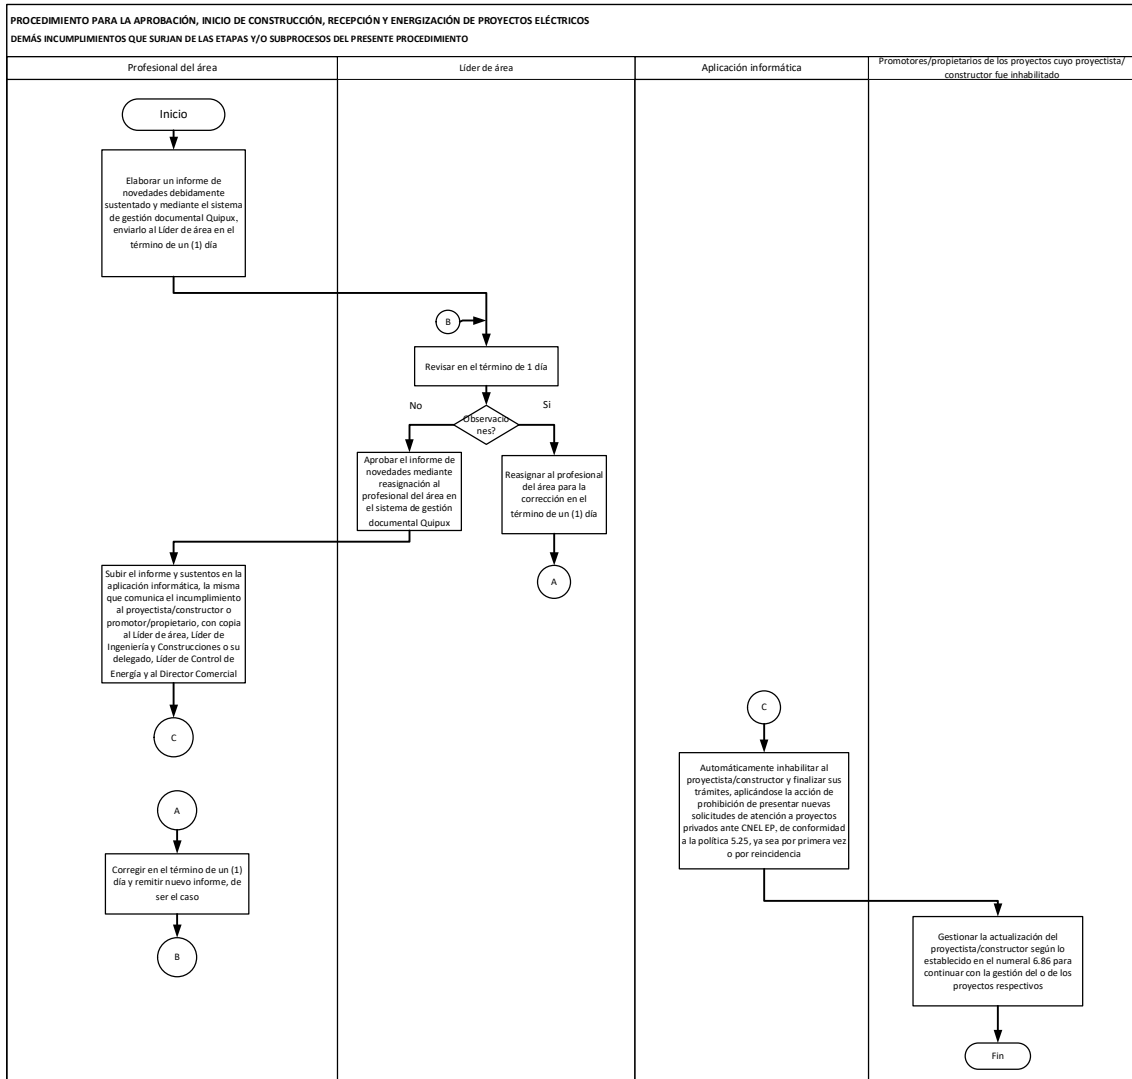 PROCEDIMIENTO PARA LA APROBACIÓN, INICIO DE CONSTRUCCIÓN, RECEPCIÓN Y ENERGIZACIÓN DE PROYECTOS ELÉCTRICOS
DEMÁS INCUMPLIMIENTOS QUE SURJAN DE LAS ETAPAS Y/O SUBPROCESOS DEL PRESENTE PROCEDIMIENTO
Profesional del área
Líder de área
Aplicación informática
Promotores/propietarios de los proyectos cuyo proyectista/
constructor fue inhabilitado
Inicio
Elaborar un informe de
novedades debidamente
sustentado y mediante el sistema
de gestión documental Quipux,
enviarlo al Líder de área en el
término de un (1) día
B
Revisar en el término de 1 día
No
Si
Observacio
nes?
Aprobar el informe de
novedades mediante
reasignación al
profesional del área en
el sistema de gestión
documental Quipux
Reasignar al profesional
del área para la
corrección en el
término de un (1) día
A
Subir el informe y sustentos en la
aplicación informática, la misma
que comunica el incumplimiento
al proyectista/constructor o
promotor/propietario, con copia
al Líder de área, Líder de
Ingeniería y Construcciones o su
delegado, Líder de Control de
Energía y al Director Comercial
C
C
Automáticamente inhabilitar al
proyectista/constructor y finalizar sus
trámites, aplicándose la acción de
prohibición de presentar nuevas
solicitudes de atención a proyectos
privados ante CNEL EP, de conformidad
a la política 5.25, ya sea por primera vez
o por reincidencia
A
Corregir en el término de un (1)
día y remitir nuevo informe, de
ser el caso
B
Gestionar la actualización del
proyectista/constructor según lo
establecido en el numeral 6.86 para
continuar con la gestión del o de los
proyectos respectivos
Fin